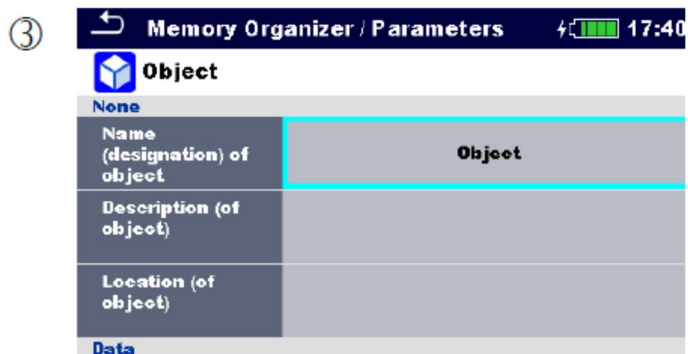 ③
Memory Organizer / Parameters 17:40
Object
None
Name
(designation) of
object
Object
Description (of
object)
Location (of
object)
Data